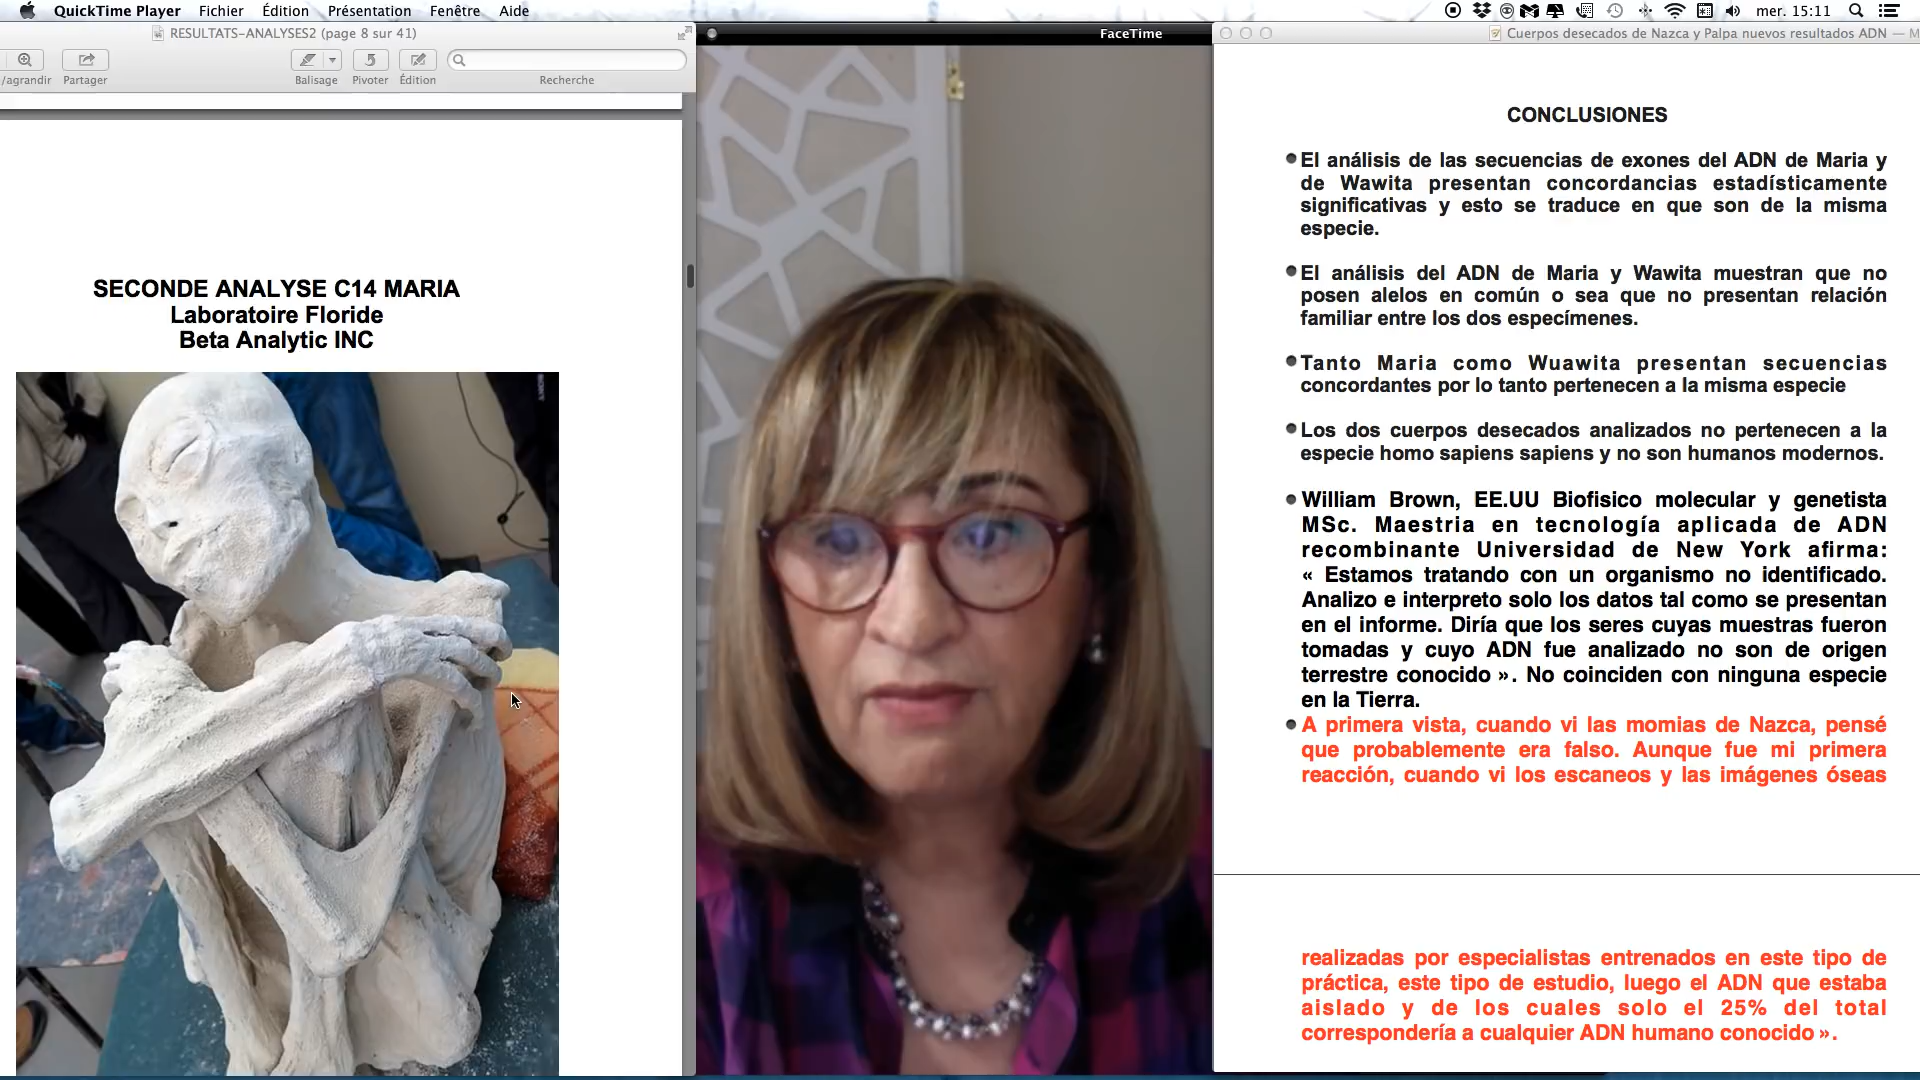 QuickTime Player Fichier Édition Présentation Fenêtre Aide mer. 15:11
RESULTATS-ANALYSES2 (page 8 sur 41)
/agrandir Partager Balisage Pivoter Édition Recherche
SECONDE ANALYSE C14 MARIA
Laboratoire Floride
Beta Analytic INC
FaceTime
Cuerpos desecados de Nazca y Palpa nuevos resultados ADN — M
CONCLUSIONES
El análisis de las secuencias de exones del ADN de Maria y
de Wawita presentan concordancias estadísticamente
significativas y esto se traduce en que son de la misma
especie.
El análisis del ADN de Maria y Wawita muestran que no
posen alelos en común o sea que no presentan relación
familiar entre los dos especímenes.
Tanto Maria como Wuawita presentan secuencias
concordantes por lo tanto pertenecen a la misma especie
Los dos cuerpos desecados analizados no pertenecen a la
especie homo sapiens sapiens y no son humanos modernos.
William Brown, EE.UU Biofisico molecular y genetista
MSc. Maestria en tecnología aplicada de ADN
recombinante Universidad de New York afirma:
« Estamos tratando con un organismo no identificado.
Analizo e interpreto solo los datos tal como se presentan
en el informe. Diría que los seres cuyas muestras fueron
tomadas y cuyo ADN fue analizado no son de origen
terrestre conocido ». No coinciden con ninguna especie
en la Tierra.
A primera vista, cuando vi las momias de Nazca, pensé
que probablemente era falso. Aunque fue mi primera
reacción, cuando vi los escaneos y las imágenes óseas
realizadas por especialistas entrenados en este tipo de
práctica, este tipo de estudio, luego el ADN que estaba
aislado y de los cuales solo el 25% del total
correspondería a cualquier ADN humano conocido ».